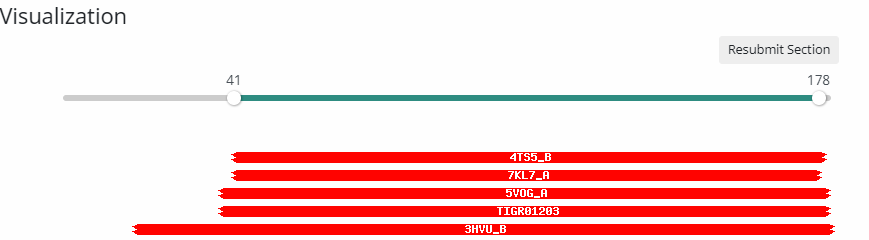 Visualization
Resubmit Section
41 178
4TS5_B
7KL7_A
5VOG_A
TIGR01203
3HVU_B